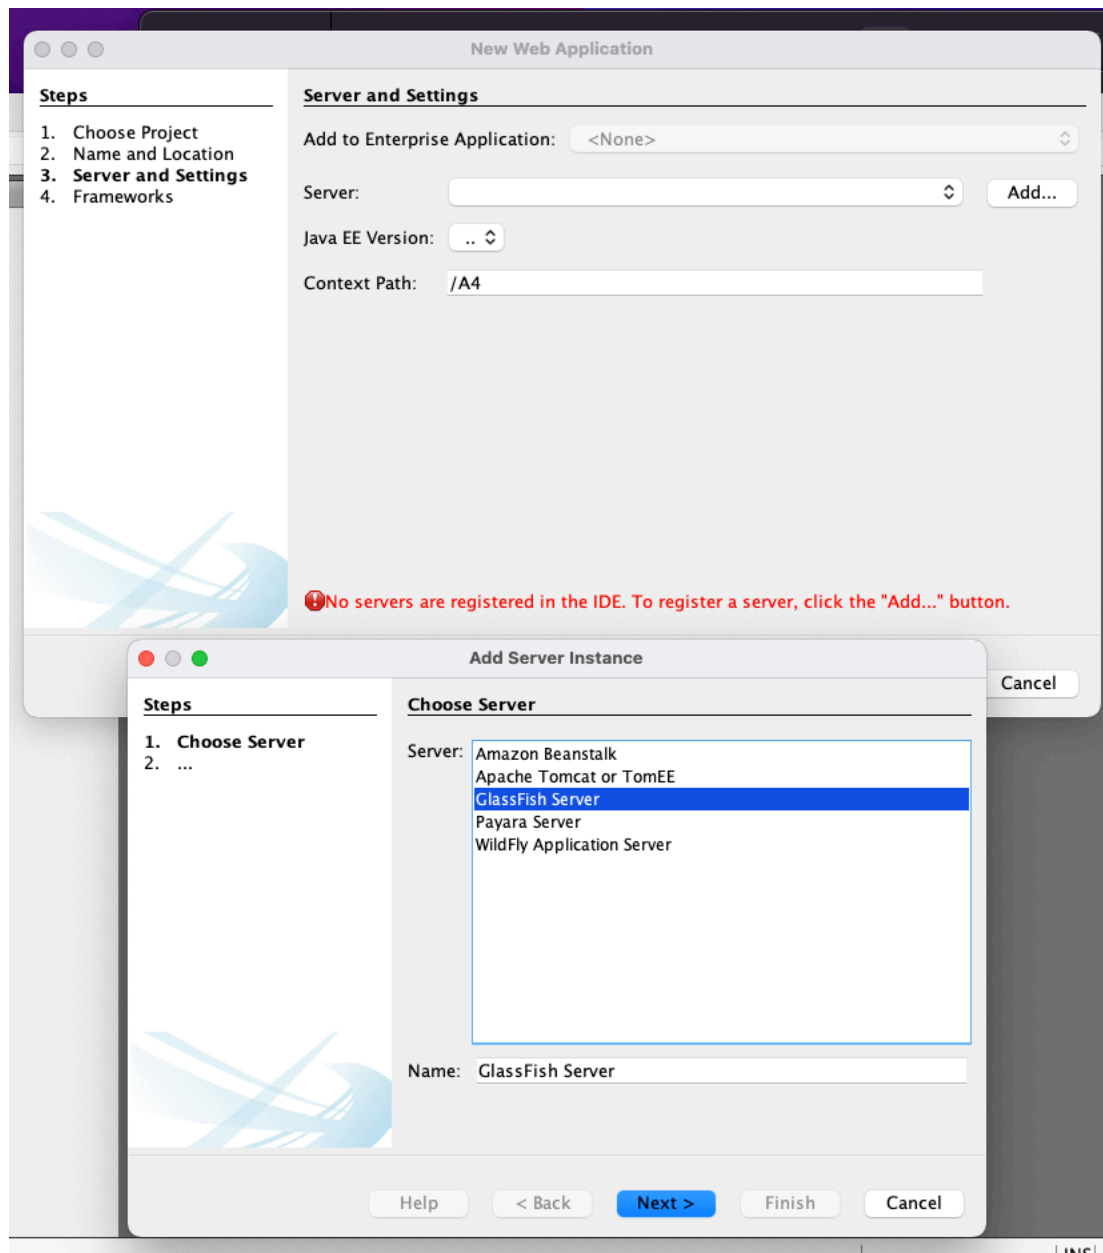 New Web Application
Steps
1. Choose Project
2. Name and Location
3. Server and Settings
4. Frameworks
Server and Settings
Add to Enterprise Application: <None>
Server: Add...
Java EE Version: ..
Context Path: /A4
No servers are registered in the IDE. To register a server, click the "Add..." button.
Cancel
Add Server Instance
Steps
1. Choose Server
2. ...
Choose Server
Server:
Amazon Beanstalk
Apache Tomcat or TomEE
GlassFish Server
Payara Server
WildFly Application Server
Name: GlassFish Server
Help < Back Next > Finish Cancel